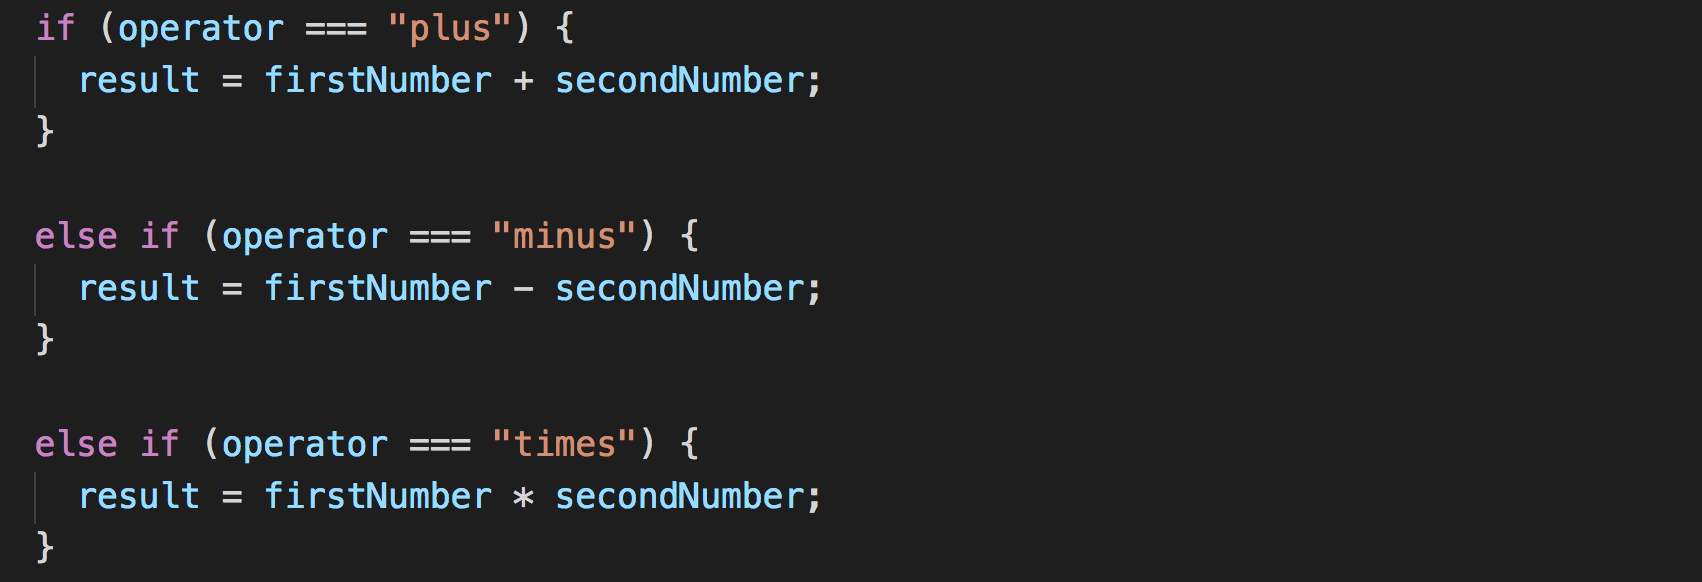 if (operator === "plus") {
  result = firstNumber + secondNumber;
}
else if (operator === "minus") {
  result = firstNumber - secondNumber;
}
else if (operator === "times") {
  result = firstNumber * secondNumber;
}